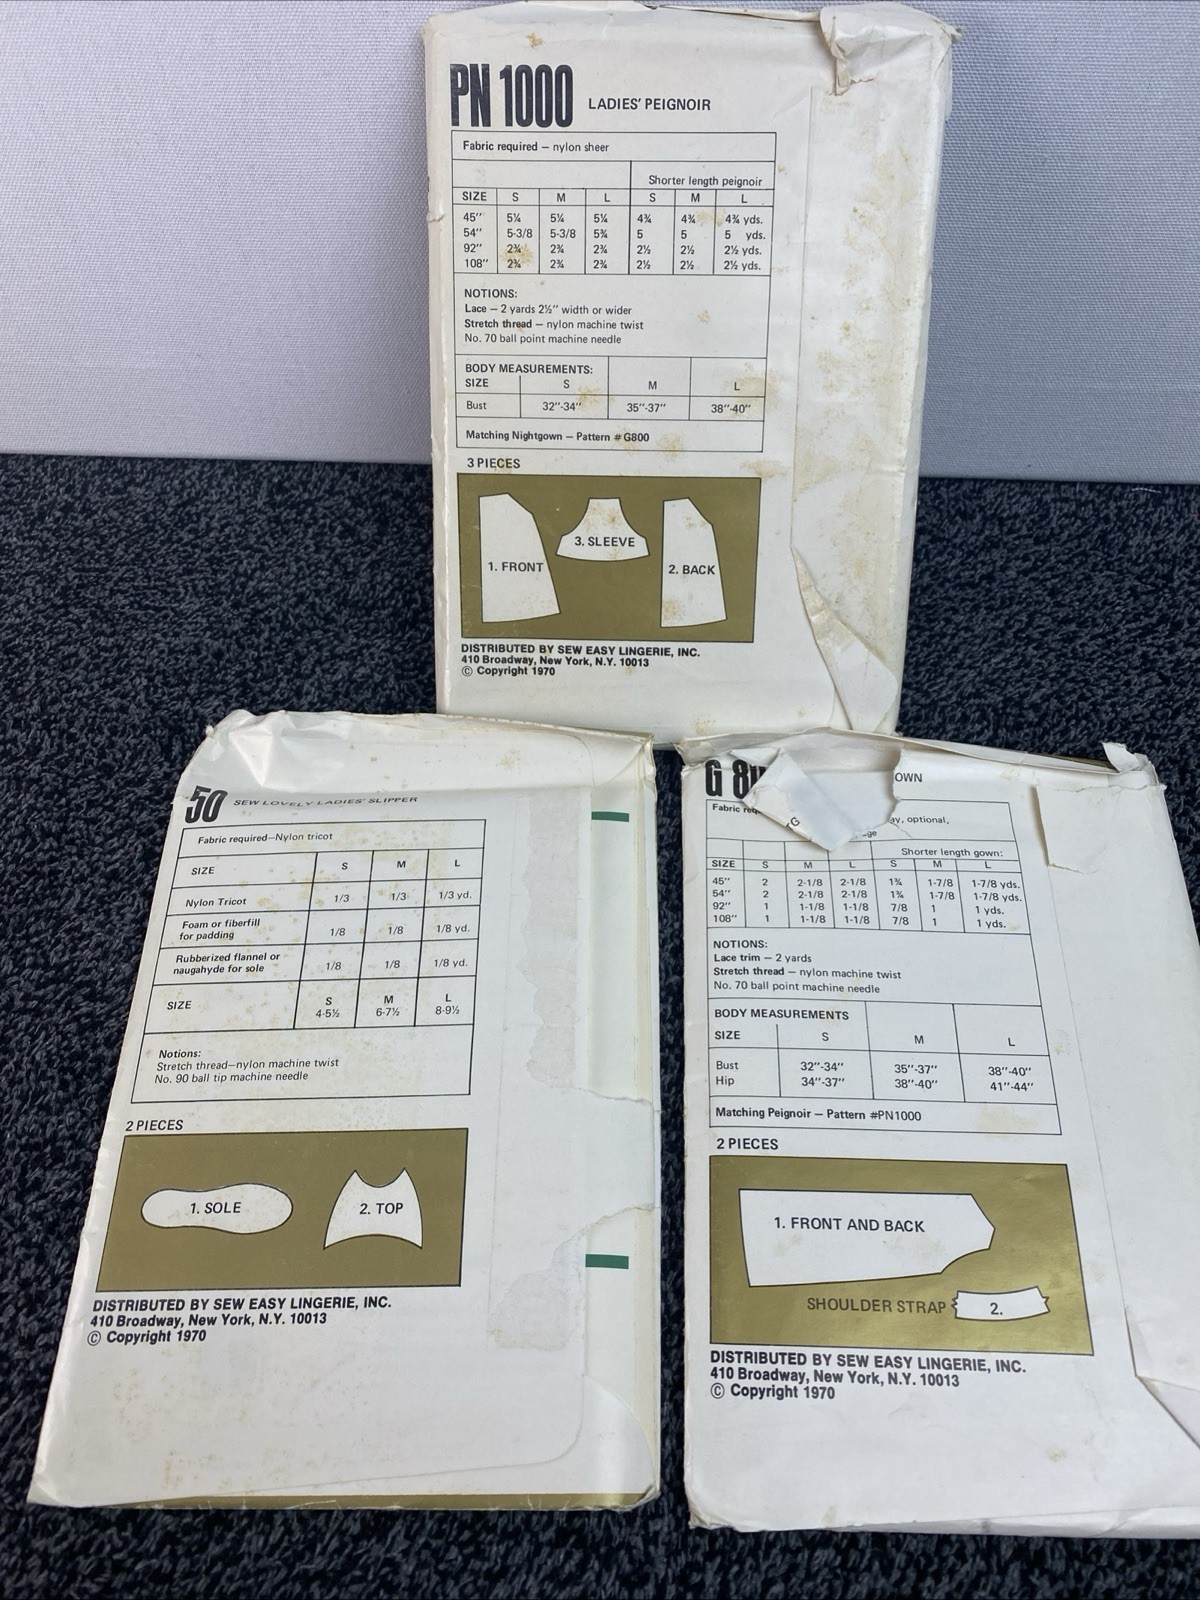 PN 1000 LADIES' PEIGNOIR
Fabric required — nylon sheer
Shorter length peignoir
SIZE S M L S M L
45" 5¼ 5¼ 5¼ 4¾ 4¾ 4¾ yds.
54" 5-3/8 5-3/8 5¾ 5 5 5 yds.
92" 2¾ 2¾ 2¾ 2½ 2½ 2½ yds.
108" 2¾ 2¾ 2¾ 2½ 2½ 2½ yds.
NOTIONS:
Lace — 2 yards 2½" width or wider
Stretch thread — nylon machine twist
No. 70 ball point machine needle
BODY MEASUREMENTS:
SIZE S M L
Bust 32"-34" 35"-37" 38"-40"
Matching Nightgown — Pattern # G800
3 PIECES
1. FRONT
3. SLEEVE
2. BACK
DISTRIBUTED BY SEW EASY LINGERIE, INC.
410 Broadway, New York, N.Y. 10013
© Copyright 1970
50 SEW LOVELY LADIES' SLIPPER
Fabric required—Nylon tricot
SIZE S M L
Nylon Tricot 1/3 1/3 1/3 yd.
Foam or fiberfill
for padding 1/8 1/8 1/8 yd.
Rubberized flannel or
naugahyde for sole 1/8 1/8 1/8 yd.
SIZE S M L
4-5½ 6-7½ 8-9½
Notions:
Stretch thread—nylon machine twist
No. 90 ball tip machine needle
2 PIECES
1. SOLE
2. TOP
DISTRIBUTED BY SEW EASY LINGERIE, INC.
410 Broadway, New York, N.Y. 10013
© Copyright 1970
G 8 OWN
Fabric ay, optional,
TG ge
Shorter length gown:
SIZE S M L S M L
45" 2 2-1/8 2-1/8 1¾ 1-7/8 1-7/8 yds.
54" 2 2-1/8 2-1/8 1¾ 1-7/8 1-7/8 yds.
92" 1 1-1/8 1-1/8 7/8 1 1 yds.
108" 1 1-1/8 1-1/8 7/8 1 1 yds.
NOTIONS:
Lace trim — 2 yards
Stretch thread — nylon machine twist
No. 70 ball point machine needle
BODY MEASUREMENTS
SIZE S M L
Bust 32"-34" 35"-37" 38"-40"
Hip 34"-37" 38"-40" 41"-44"
Matching Peignoir — Pattern #PN1000
2 PIECES
1. FRONT AND BACK
SHOULDER STRAP 2.
DISTRIBUTED BY SEW EASY LINGERIE, INC.
410 Broadway, New York, N.Y. 10013
© Copyright 1970